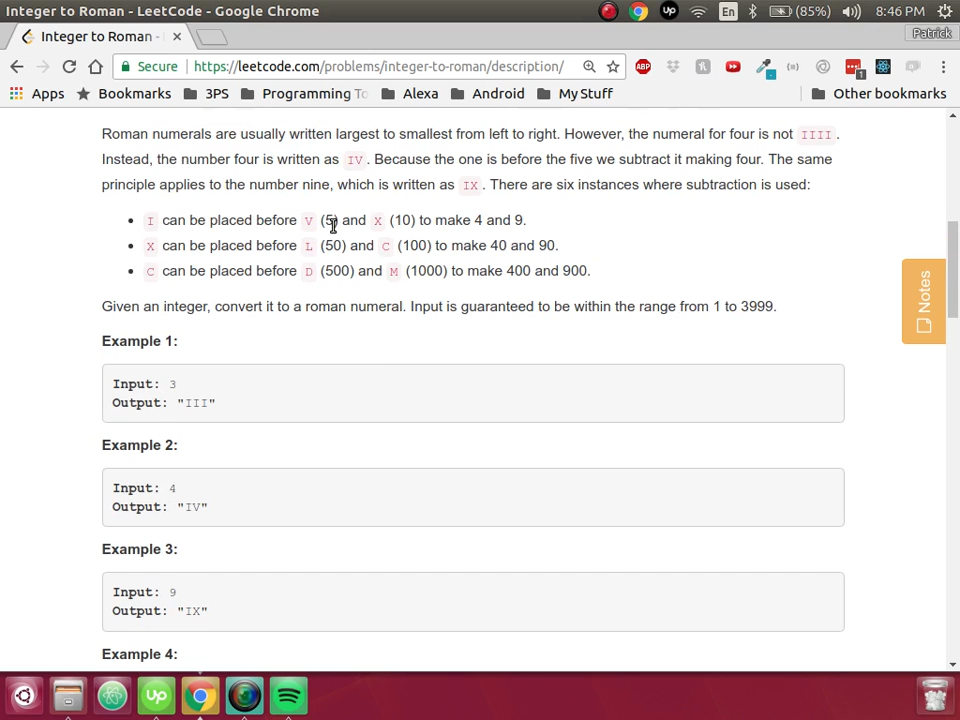 Integer to Roman - LeetCode - Google Chrome
En
(85%)
8:46 PM
Integer to Roman -
Patrick
Secure
https://leetcode.com/problems/integer-to-roman/description/
ABP
1
Apps
Bookmarks
3PS
Programming To
Alexa
Android
My Stuff
Other bookmarks
Roman numerals are usually written largest to smallest from left to right. However, the numeral for four is not IIII.
Instead, the number four is written as IV. Because the one is before the five we subtract it making four. The same
principle applies to the number nine, which is written as IX. There are six instances where subtraction is used:
• I can be placed before V (5) and X (10) to make 4 and 9.
• X can be placed before L (50) and C (100) to make 40 and 90.
• C can be placed before D (500) and M (1000) to make 400 and 900.
Given an integer, convert it to a roman numeral. Input is guaranteed to be within the range from 1 to 3999.
Notes
Example 1:
Input: 3
Output: "III"
Example 2:
Input: 4
Output: "IV"
Example 3:
Input: 9
Output: "IX"
Example 4:
up